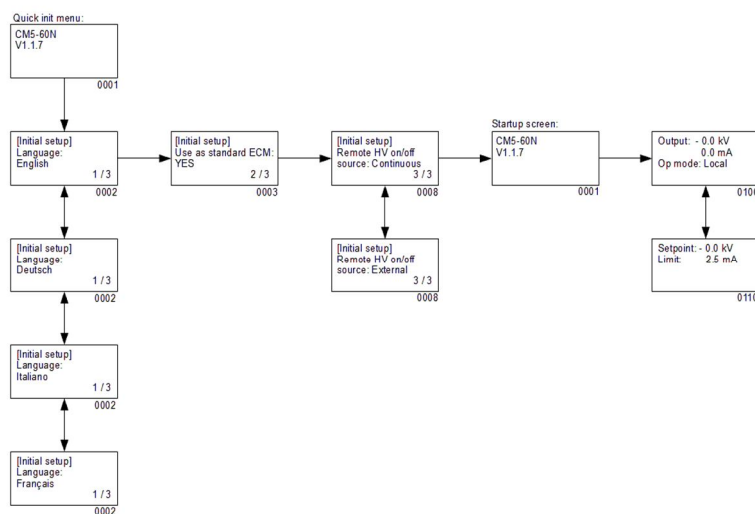 Quick init menu:
CM5-60N
V1.1.7
0001
[Initial setup]
Language:
English
1 / 3
0002
[Initial setup]
Use as standard ECM:
YES
2 / 3
0003
[Initial setup]
Remote HV on/off
source: Continuous
3 / 3
0008
Startup screen:
CM5-60N
V1.1.7
0001
Output: - 0.0 kV
0.0 mA
Op mode: Local
0100
[Initial setup]
Language:
Deutsch
1 / 3
0002
[Initial setup]
Remote HV on/off
source: External
3 / 3
0008
Setpoint: - 0.0 kV
Limit: 2.5 mA
0110
[Initial setup]
Language:
Italiano
1 / 3
0002
[Initial setup]
Language:
Français
1 / 3
0002